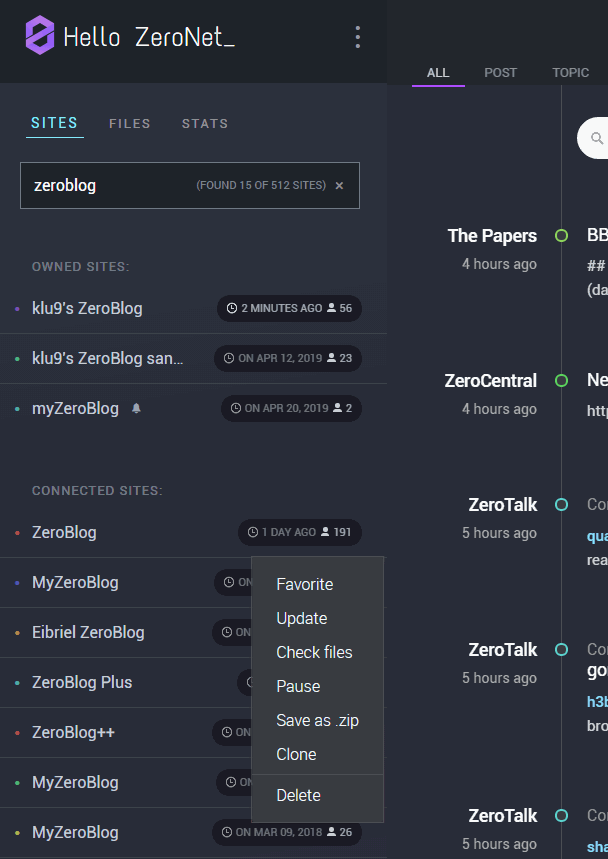 Hello ZeroNet_
SITES FILES STATS
zeroblog (FOUND 15 OF 512 SITES) ×
OWNED SITES:
klu9's ZeroBlog 2 MINUTES AGO 56
klu9's ZeroBlog san... ON APR 12, 2019 23
myZeroBlog ON APR 20, 2019 2
CONNECTED SITES:
ZeroBlog 1 DAY AGO 191
MyZeroBlog ON
Eibriel ZeroBlog ON
ZeroBlog Plus
ZeroBlog++ ON
MyZeroBlog ON
MyZeroBlog ON MAR 09, 2018 26
Favorite
Update
Check files
Pause
Save as .zip
Clone
Delete
ALL POST TOPIC
The Papers BB
4 hours ago ##
(da
ZeroCentral Ne
4 hours ago http
ZeroTalk Co
5 hours ago qua
rea
ZeroTalk Co
5 hours ago go
h3b
bro
ZeroTalk Co
5 hours ago sha